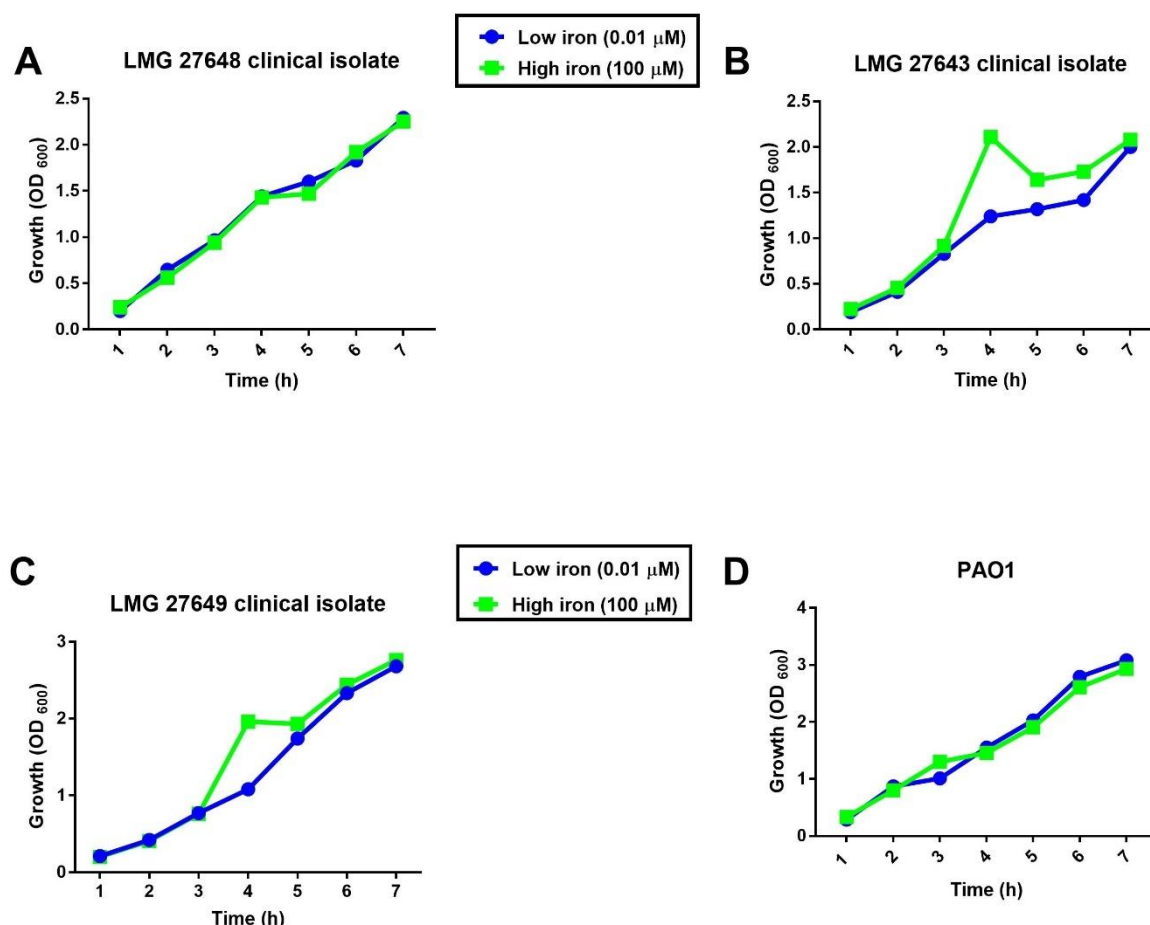 A
LMG 27648 clinical isolate
Low iron (0.01 μM)
High iron (100 μM)
B
LMG 27643 clinical isolate
Growth (OD 600)
2.5
2.0
1.5
1.0
0.5
0.0
1 2 3 4 5 6 7
Time (h)
Growth (OD 600)
2.5
2.0
1.5
1.0
0.5
0.0
1 2 3 4 5 6 7
Time (h)
C
LMG 27649 clinical isolate
Low iron (0.01 μM)
High iron (100 μM)
D
PAO1
Growth (OD 600)
3
2
1
0
1 2 3 4 5 6 7
Time (h)
Growth (OD 600)
4
3
2
1
0
1 2 3 4 5 6 7
Time (h)